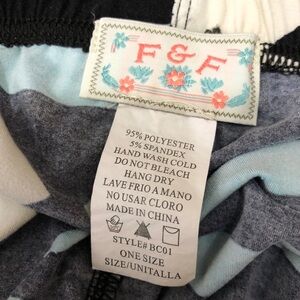 F & F
95% POLYESTER
5% SPANDEX
HAND WASH COLD
DO NOT BLEACH
HANG DRY
LAVE FRIO A MANO
NO USAR CLORO
MADE IN CHINA
STYLE# BC01
ONE SIZE
SIZE/UNITALLA